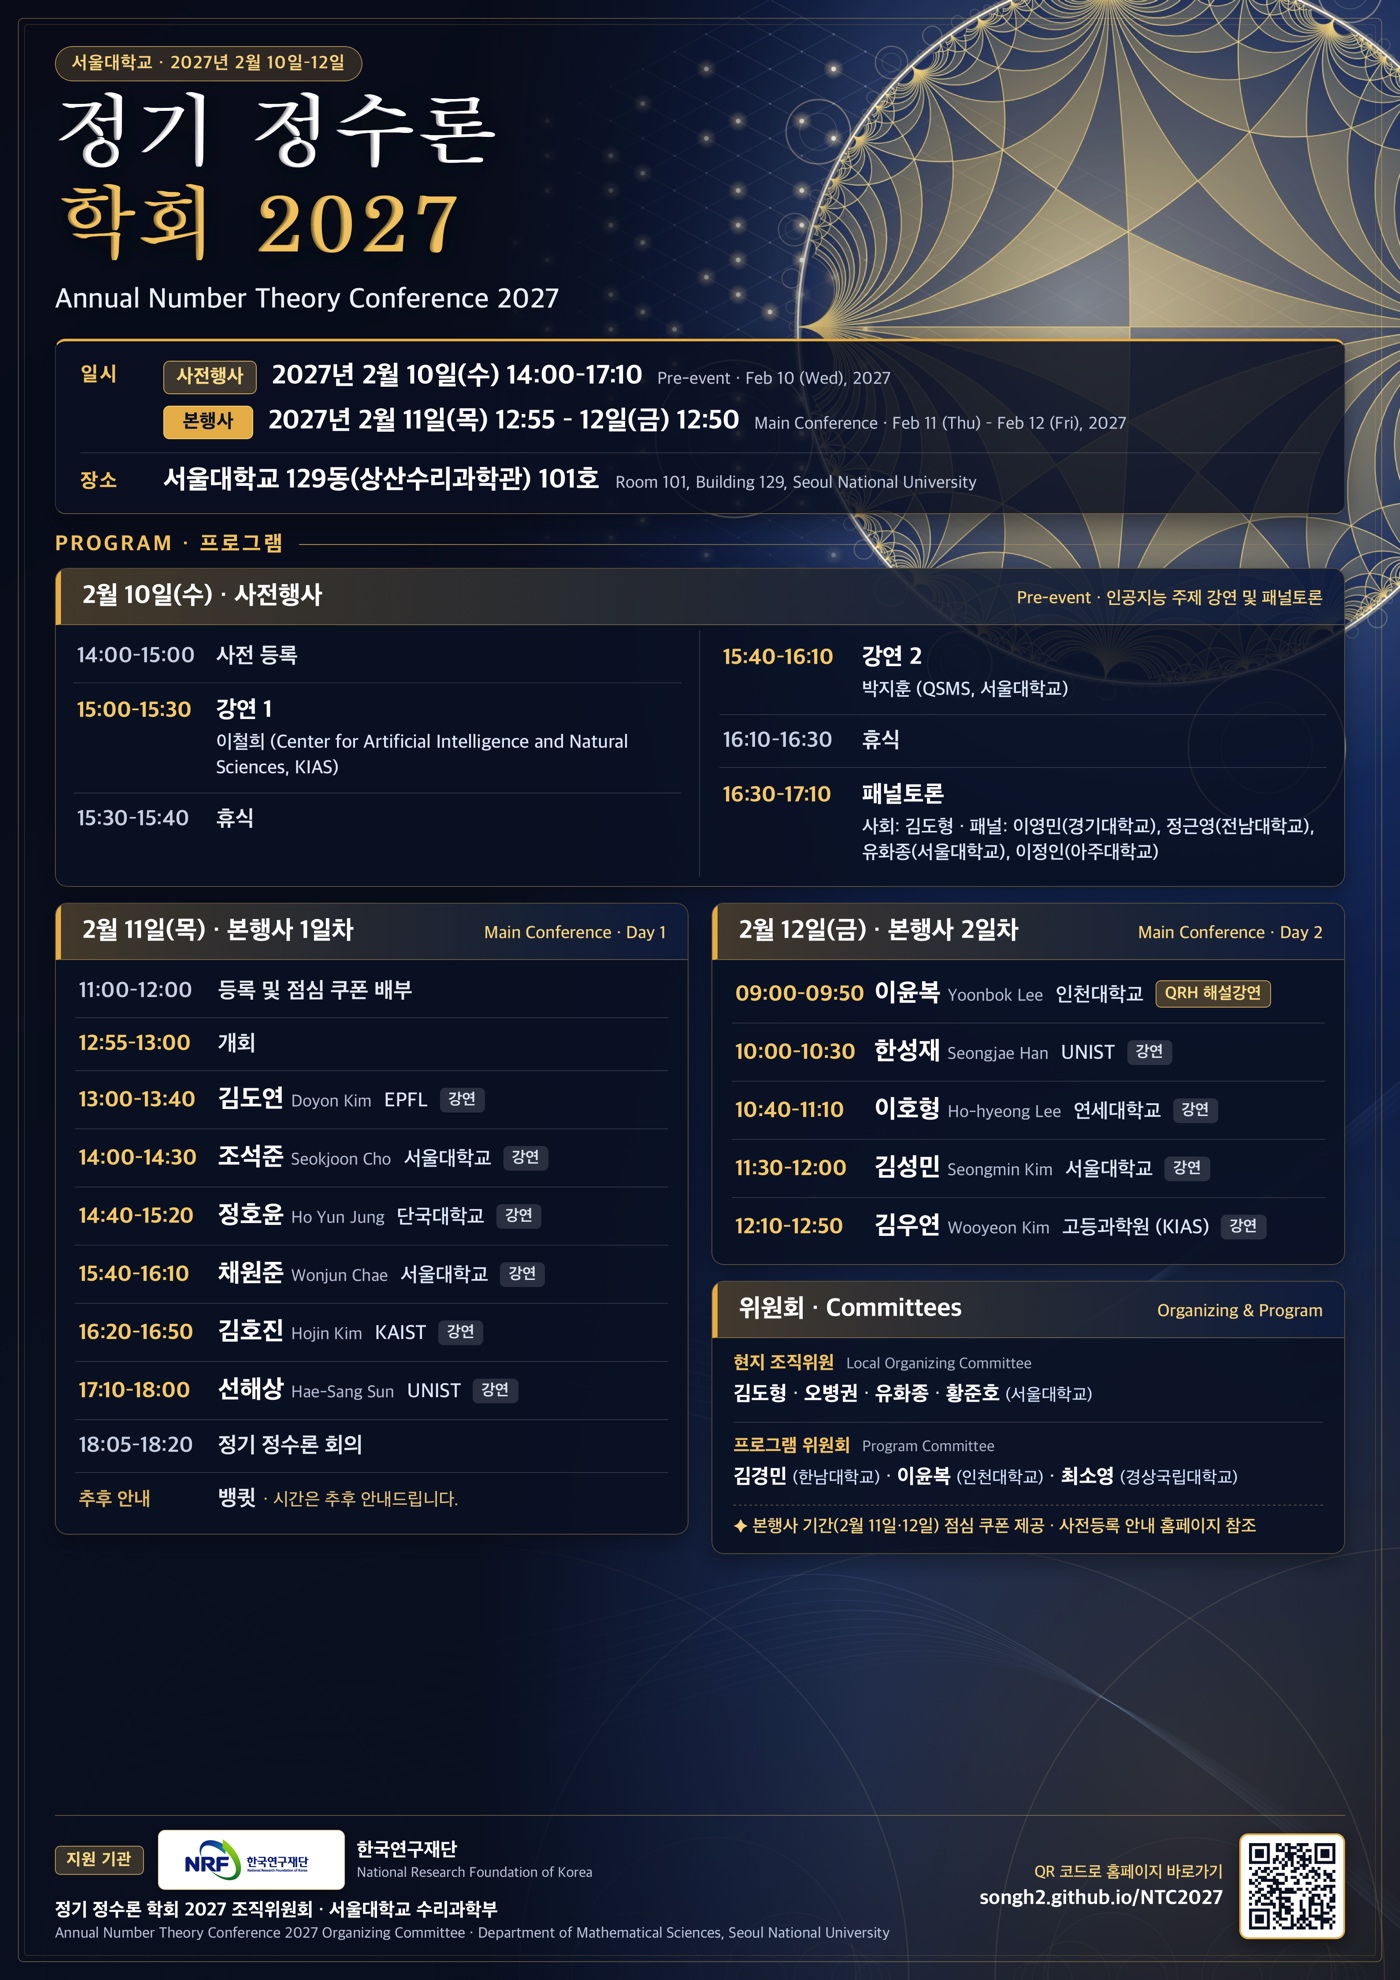 서울대학교 · 2027년 2월 10일-12일
정기 정수론
학회 2027
Annual Number Theory Conference 2027
일시 사전행사 2027년 2월 10일(수) 14:00-17:10 Pre-event · Feb 10 (Wed), 2027
본행사 2027년 2월 11일(목) 12:55 - 12일(금) 12:50 Main Conference · Feb 11 (Thu) - Feb 12 (Fri), 2027
장소 서울대학교 129동(상산수리과학관) 101호 Room 101, Building 129, Seoul National University
PROGRAM · 프로그램
2월 10일(수) · 사전행사 Pre-event · 인공지능 주제 강연 및 패널토론
14:00-15:00 사전 등록
15:00-15:30 강연 1
이철희 (Center for Artificial Intelligence and Natural
Sciences, KIAS)
15:30-15:40 휴식
15:40-16:10 강연 2
박지훈 (QSMS, 서울대학교)
16:10-16:30 휴식
16:30-17:10 패널토론
사회: 김도형 · 패널: 이영민(경기대학교), 정근영(전남대학교),
유화종(서울대학교), 이정인(아주대학교)
2월 11일(목) · 본행사 1일차 Main Conference · Day 1
11:00-12:00 등록 및 점심 쿠폰 배부
12:55-13:00 개회
13:00-13:40 김도연 Doyon Kim EPFL 강연
14:00-14:30 조석준 Seokjoon Cho 서울대학교 강연
14:40-15:20 정호윤 Ho Yun Jung 단국대학교 강연
15:40-16:10 채원준 Wonjun Chae 서울대학교 강연
16:20-16:50 김호진 Hojin Kim KAIST 강연
17:10-18:00 선해상 Hae-Sang Sun UNIST 강연
18:05-18:20 정기 정수론 회의
추후 안내 뱅큇 · 시간은 추후 안내드립니다.
2월 12일(금) · 본행사 2일차 Main Conference · Day 2
09:00-09:50 이윤복 Yoonbok Lee 인천대학교 QRH 해설강연
10:00-10:30 한성재 Seongjae Han UNIST 강연
10:40-11:10 이호형 Ho-hyeong Lee 연세대학교 강연
11:30-12:00 김성민 Seongmin Kim 서울대학교 강연
12:10-12:50 김우연 Wooyeon Kim 고등과학원 (KIAS) 강연
위원회 · Committees Organizing & Program
현지 조직위원 Local Organizing Committee
김도형 · 오병권 · 유화종 · 황준호 (서울대학교)
프로그램 위원회 Program Committee
김경민 (한남대학교) · 이윤복 (인천대학교) · 최소영 (경상국립대학교)
✦ 본행사 기간(2월 11일·12일) 점심 쿠폰 제공 · 사전등록 안내 홈페이지 참조
지원 기관 NRF 한국연구재단 National Research Foundation of Korea 한국연구재단
National Research Foundation of Korea
정기 정수론 학회 2027 조직위원회 · 서울대학교 수리과학부
Annual Number Theory Conference 2027 Organizing Committee · Department of Mathematical Sciences, Seoul National University
QR 코드로 홈페이지 바로가기
songh2.github.io/NTC2027